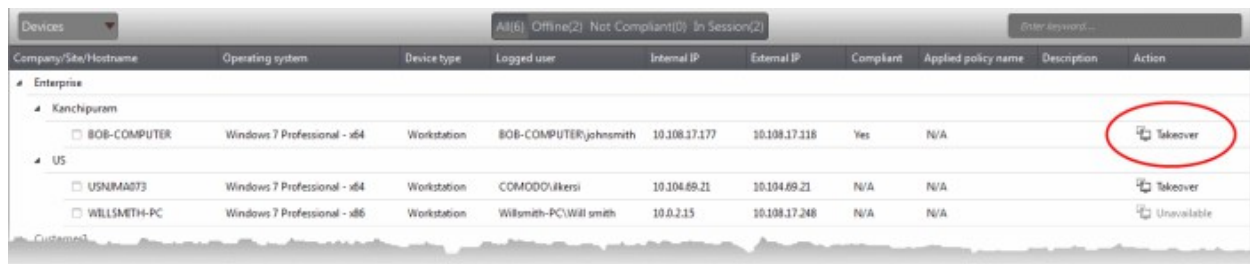 Devices All(6) Offline(2) Not Compliant(0) In Session(2) Enter keyword...
Company/Site/Hostname Operating system Device type Logged user Internal IP External IP Compliant Applied policy name Description Action
Enterprise
Kanchipuram
BOB-COMPUTER Windows 7 Professional - x64 Workstation BOB-COMPUTER\johnsmith 10.108.17.177 10.108.17.118 Yes N/A Takeover
US
USNJMA073 Windows 7 Professional - x64 Workstation COMODO\ilkersi 10.104.69.21 10.104.69.21 N/A N/A Takeover
WILLSMITH-PC Windows 7 Professional - x86 Workstation Willsmith-PC\Will smith 10.0.2.15 10.108.17.248 N/A N/A Unavailable